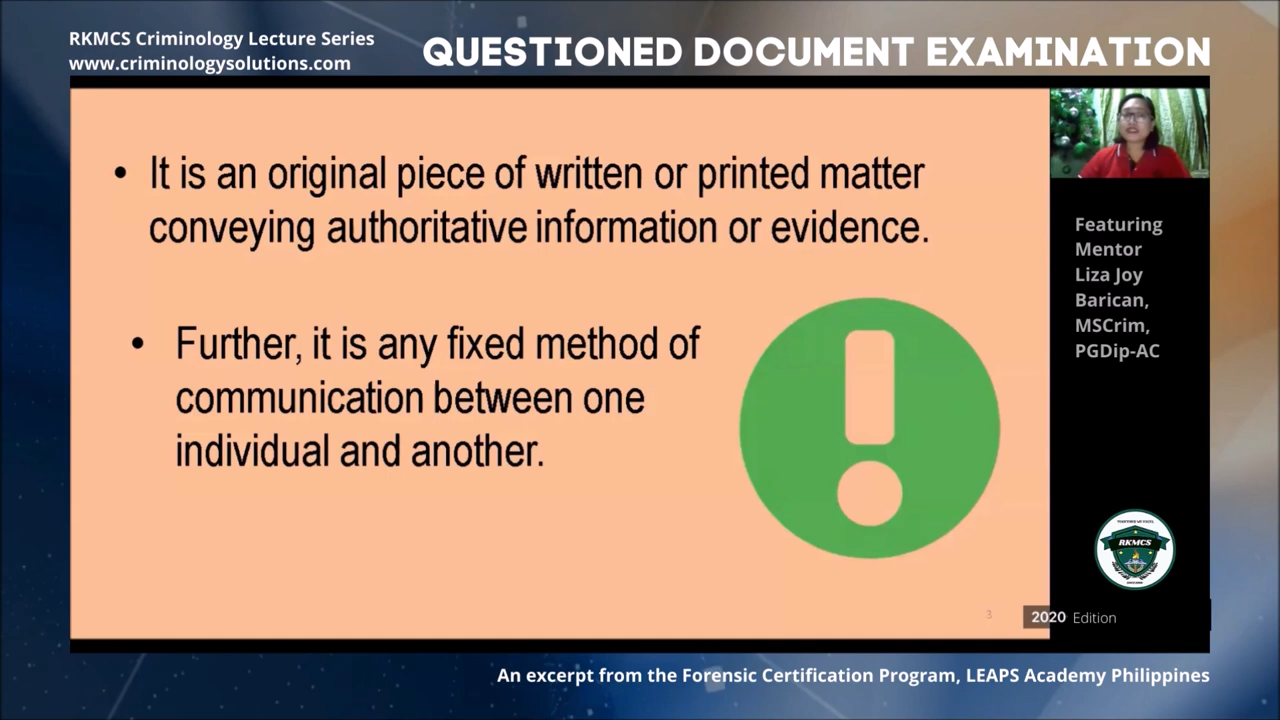 RKMCS Criminology Lecture Series
www.criminologysolutions.com
QUESTIONED DOCUMENT EXAMINATION
• It is an original piece of written or printed matter
conveying authoritative information or evidence.
• Further, it is any fixed method of
communication between one
individual and another.
Featuring
Mentor
Liza Joy
Barican,
MSCrim,
PGDip-AC
RKMCS
3
2020 Edition
An excerpt from the Forensic Certification Program, LEAPS Academy Philippines